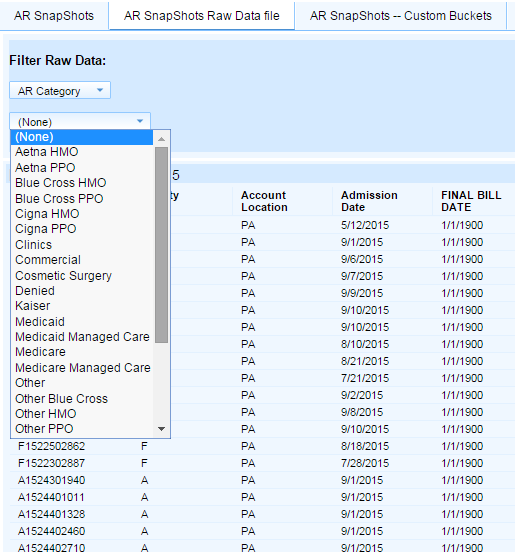 AR SnapShots AR SnapShots Raw Data file AR SnapShots -- Custom Buckets
Filter Raw Data:
AR Category
(None)
(None)
Aetna HMO
Aetna PPO
Blue Cross HMO
Blue Cross PPO
Cigna HMO
Cigna PPO
Clinics
Commercial
Cosmetic Surgery
Denied
Kaiser
Medicaid
Medicaid Managed Care
Medicare
Medicare Managed Care
Other
Other Blue Cross
Other HMO
Other PPO
5
ty Account Location Admission Date FINAL BILL DATE
PA 5/12/2015 1/1/1900
PA 9/1/2015 1/1/1900
PA 9/6/2015 1/1/1900
PA 9/7/2015 1/1/1900
PA 9/9/2015 1/1/1900
PA 9/10/2015 1/1/1900
PA 9/10/2015 1/1/1900
PA 8/10/2015 1/1/1900
PA 8/21/2015 1/1/1900
PA 7/21/2015 1/1/1900
PA 9/2/2015 1/1/1900
PA 9/8/2015 1/1/1900
PA 9/10/2015 1/1/1900
F1522502862 F PA 8/18/2015 1/1/1900
F1522302887 F PA 7/28/2015 1/1/1900
A1524301940 A PA 9/1/2015 1/1/1900
A1524401011 A PA 9/1/2015 1/1/1900
A1524401328 A PA 9/1/2015 1/1/1900
A1524402460 A PA 9/1/2015 1/1/1900
A1524402710 A PA 9/1/2015 1/1/1900